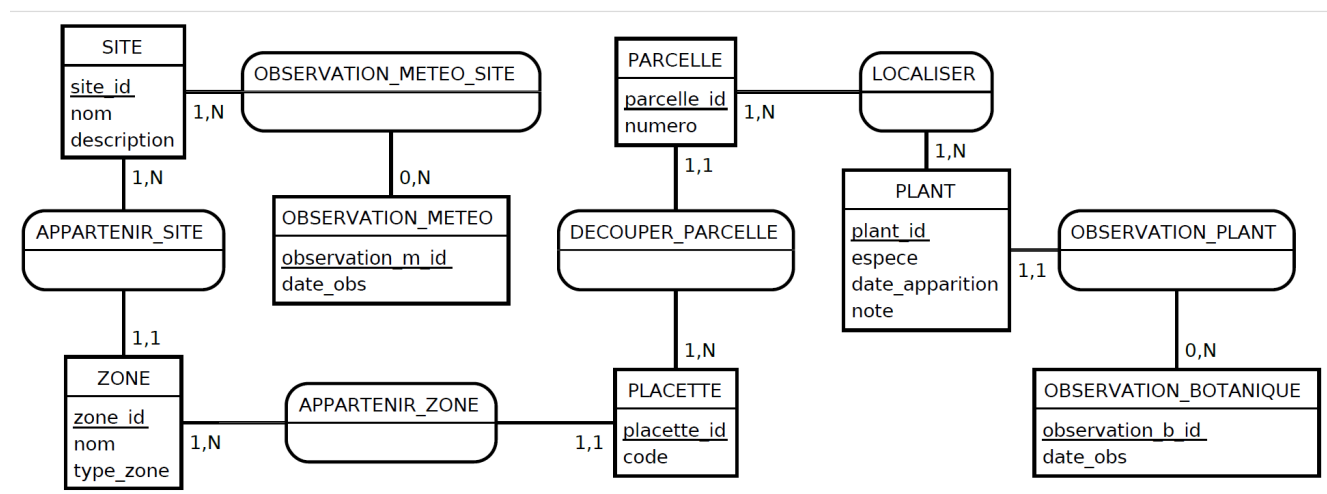 SITE
site_id
nom
description
1,N
OBSERVATION_METEO_SITE
0,N
OBSERVATION_METEO
observation_m_id
date_obs
1,N
APPARTENIR_SITE
1,1
ZONE
zone_id
nom
type_zone
1,N
APPARTENIR_ZONE
1,1
PLACETTE
placette_id
code
1,N
DECOUPER_PARCELLE
1,1
PARCELLE
parcelle_id
numero
1,N
LOCALISER
1,N
PLANT
plant_id
espece
date_apparition
note
1,1
OBSERVATION_PLANT
0,N
OBSERVATION_BOTANIQUE
observation_b_id
date_obs